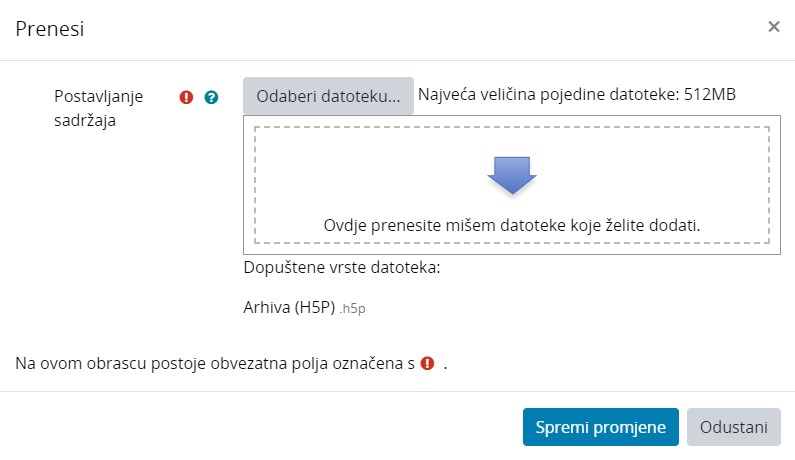 Prenesi
×
Postavljanje
sadržaja
Odaberi datoteku...
Najveća veličina pojedine datoteke: 512MB
Ovdje prenesite mišem datoteke koje želite dodati.
Dopuštene vrste datoteka:
Arhiva (H5P) .h5p
Na ovom obrascu postoje obvezatna polja označena s ! .
Spremi promjene
Odustani